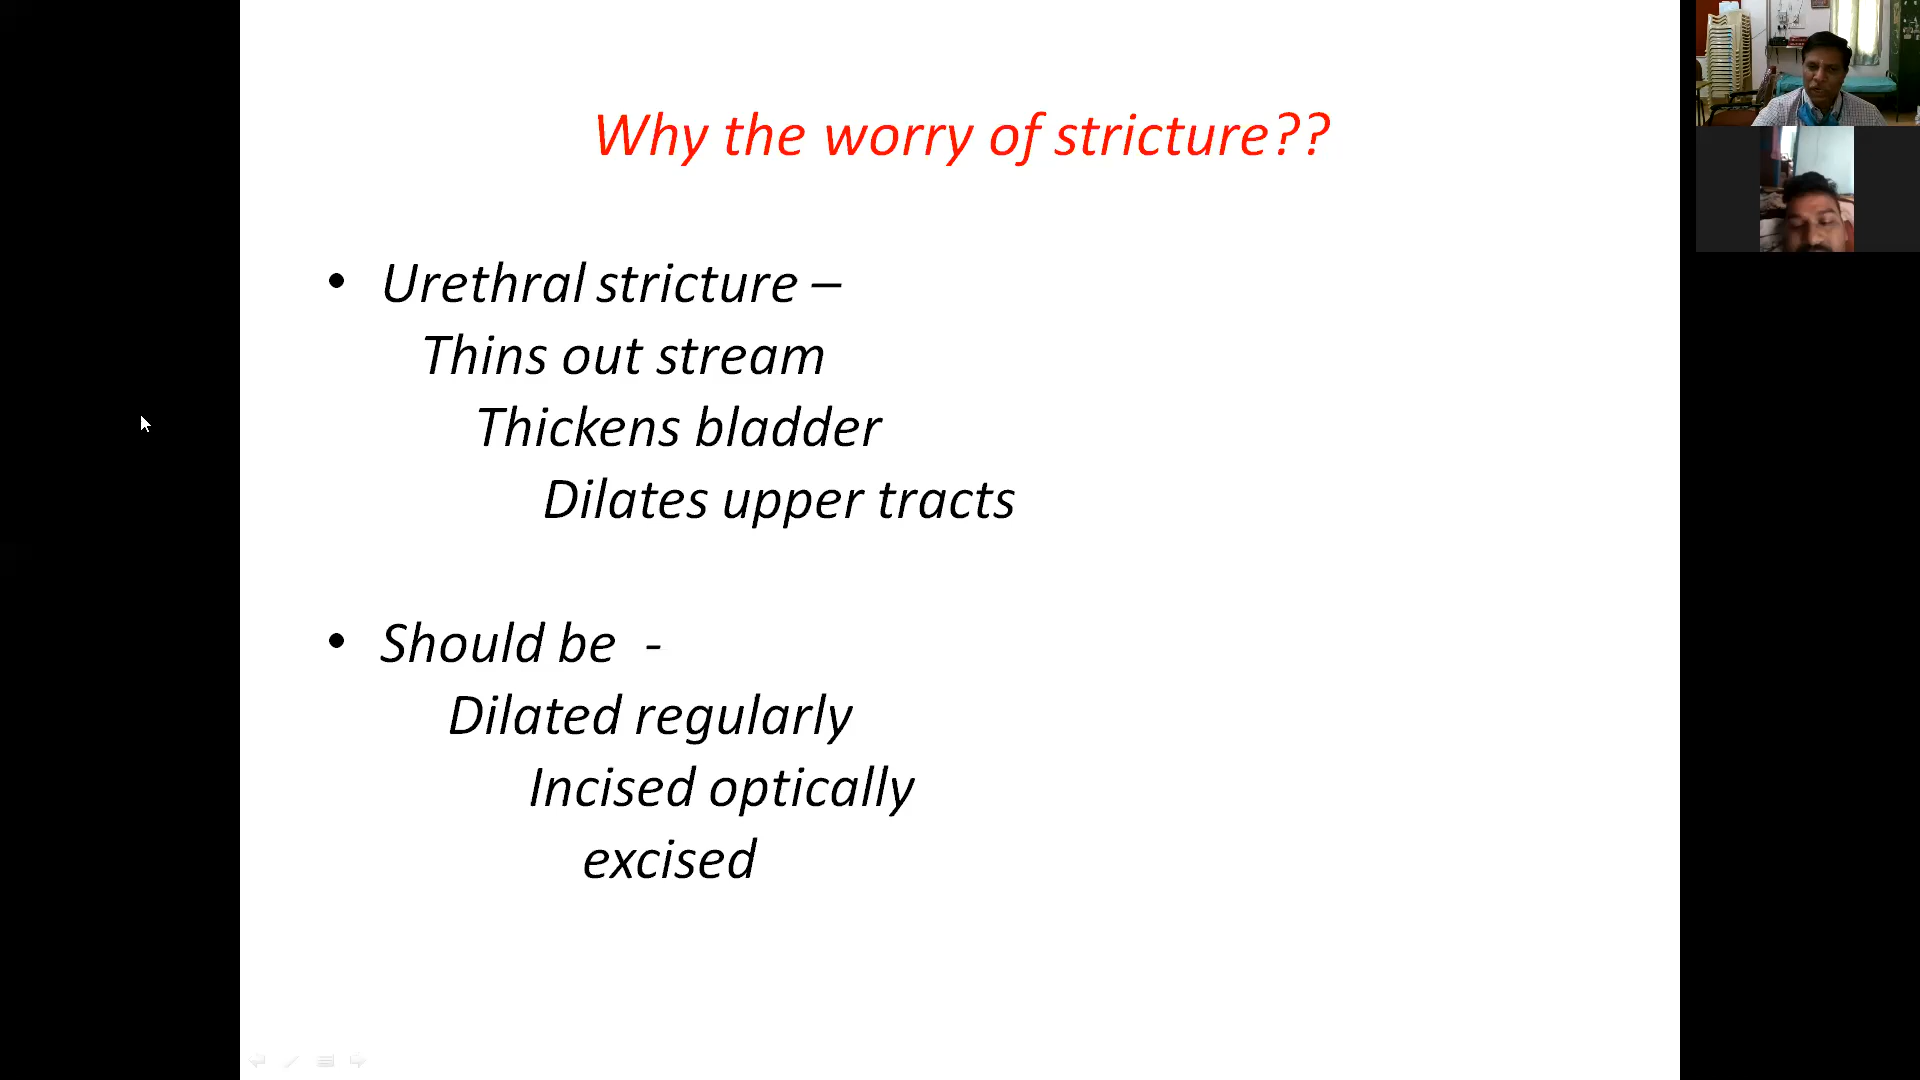 Why the worry of stricture??
• Urethral stricture –
Thins out stream
Thickens bladder
Dilates upper tracts
• Should be -
Dilated regularly
Incised optically
excised